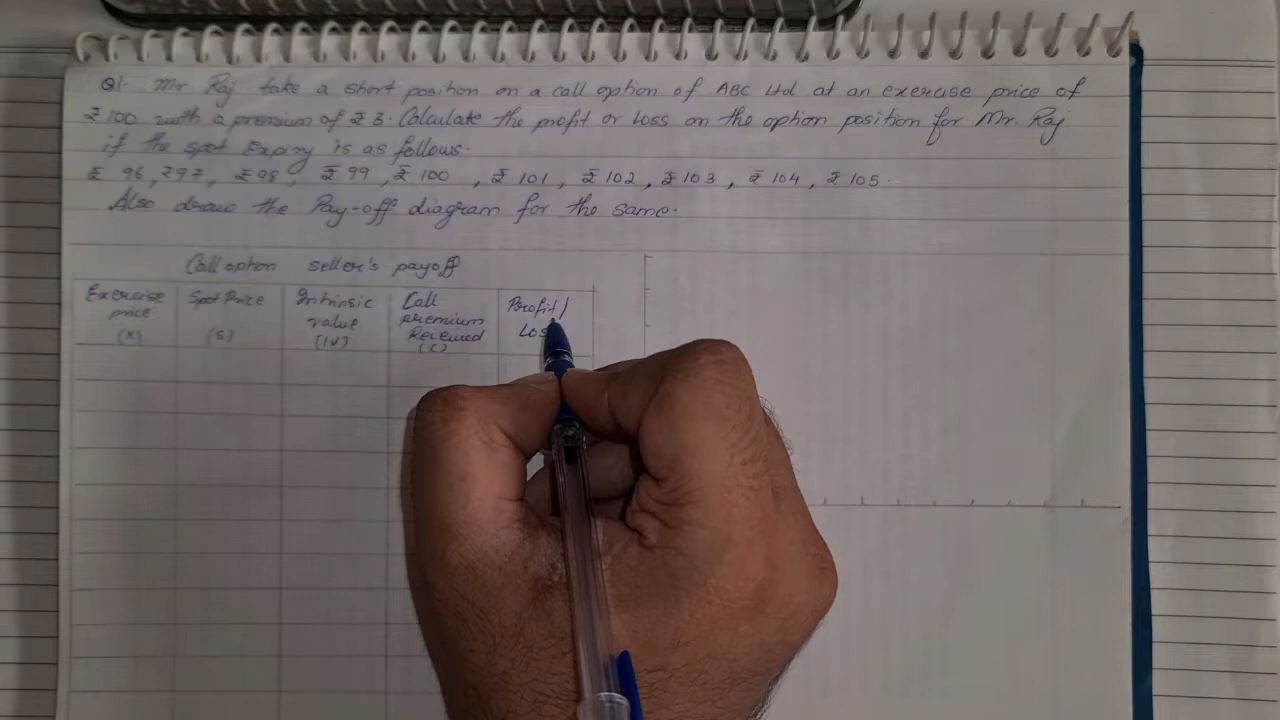 Q1. Mr Raj take a short position on a call option of ABC Ltd at an exercise price of
₹ 100 with a premium of ₹ 3. Calculate the profit or Loss on the option position for Mr Raj
if the spot Expiry is as follows.
₹ 96, ₹97, ₹98, ₹ 99, ₹ 100, ₹ 101, ₹ 102, ₹ 103, ₹ 104, ₹ 105.
Also draw the Pay-off diagram for the same.
Call option seller's payoff
Exercise price (X) Spot Price (S) Intrinsic value (IV) Call premium Received (C) Profit/